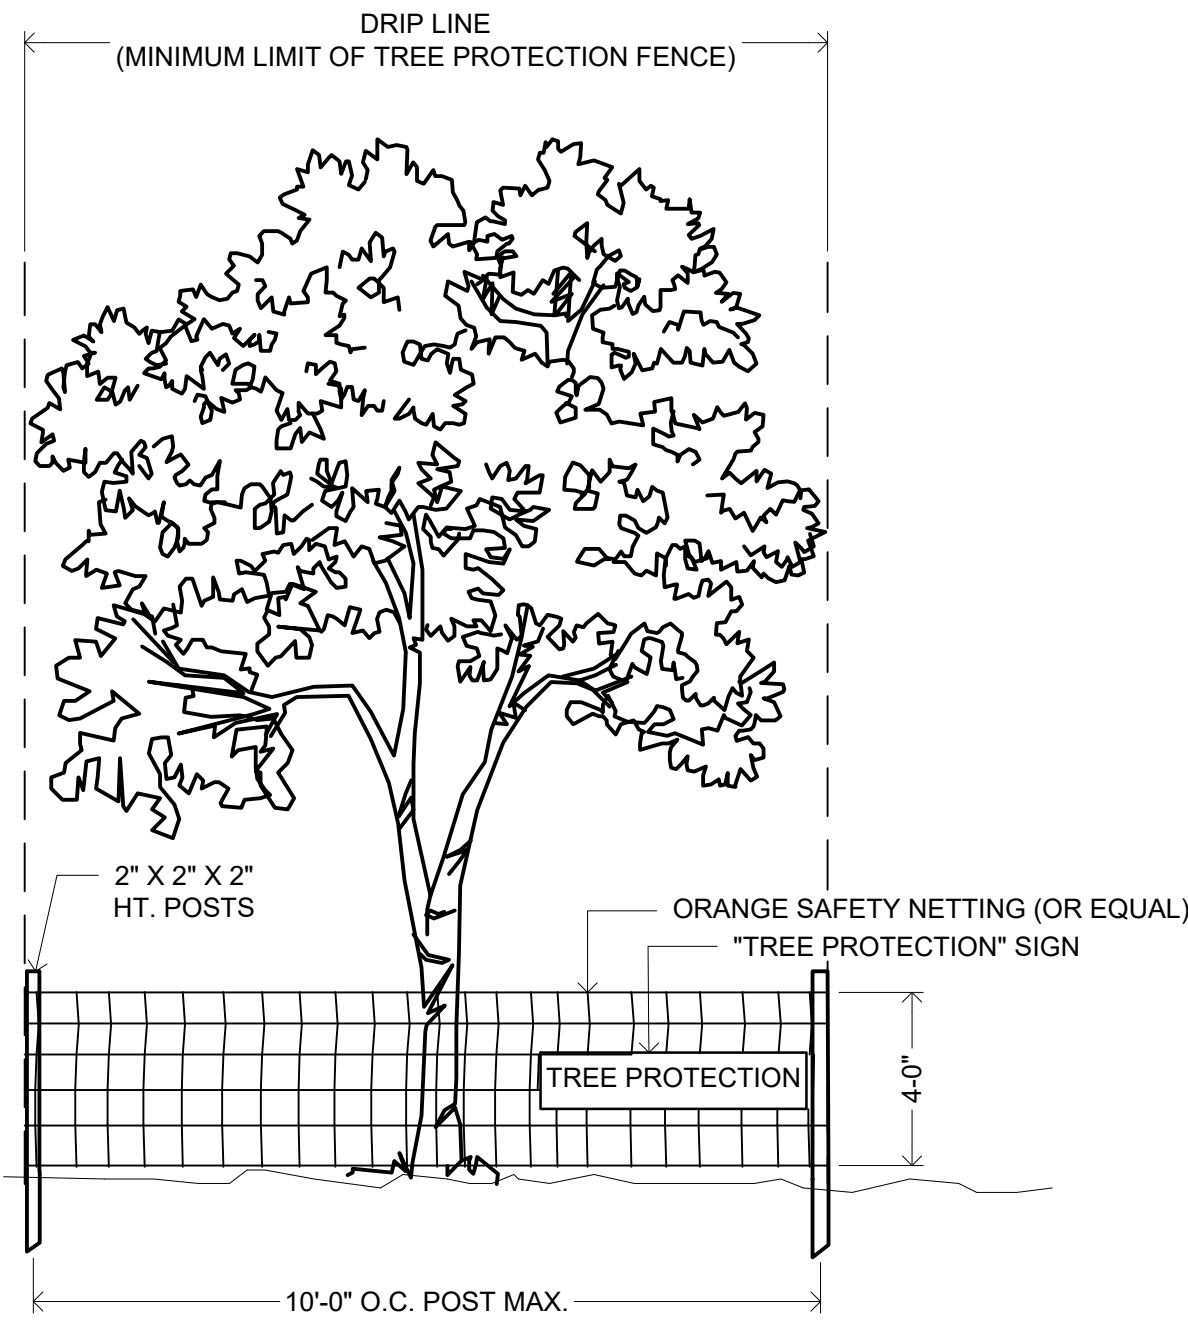 DRIP LINE
(MINIMUM LIMIT OF TREE PROTECTION FENCE)
2" X 2" X 2"
HT. POSTS
ORANGE SAFETY NETTING (OR EQUAL)
"TREE PROTECTION" SIGN
TREE PROTECTION
4-0"
10'-0" O.C. POST MAX.